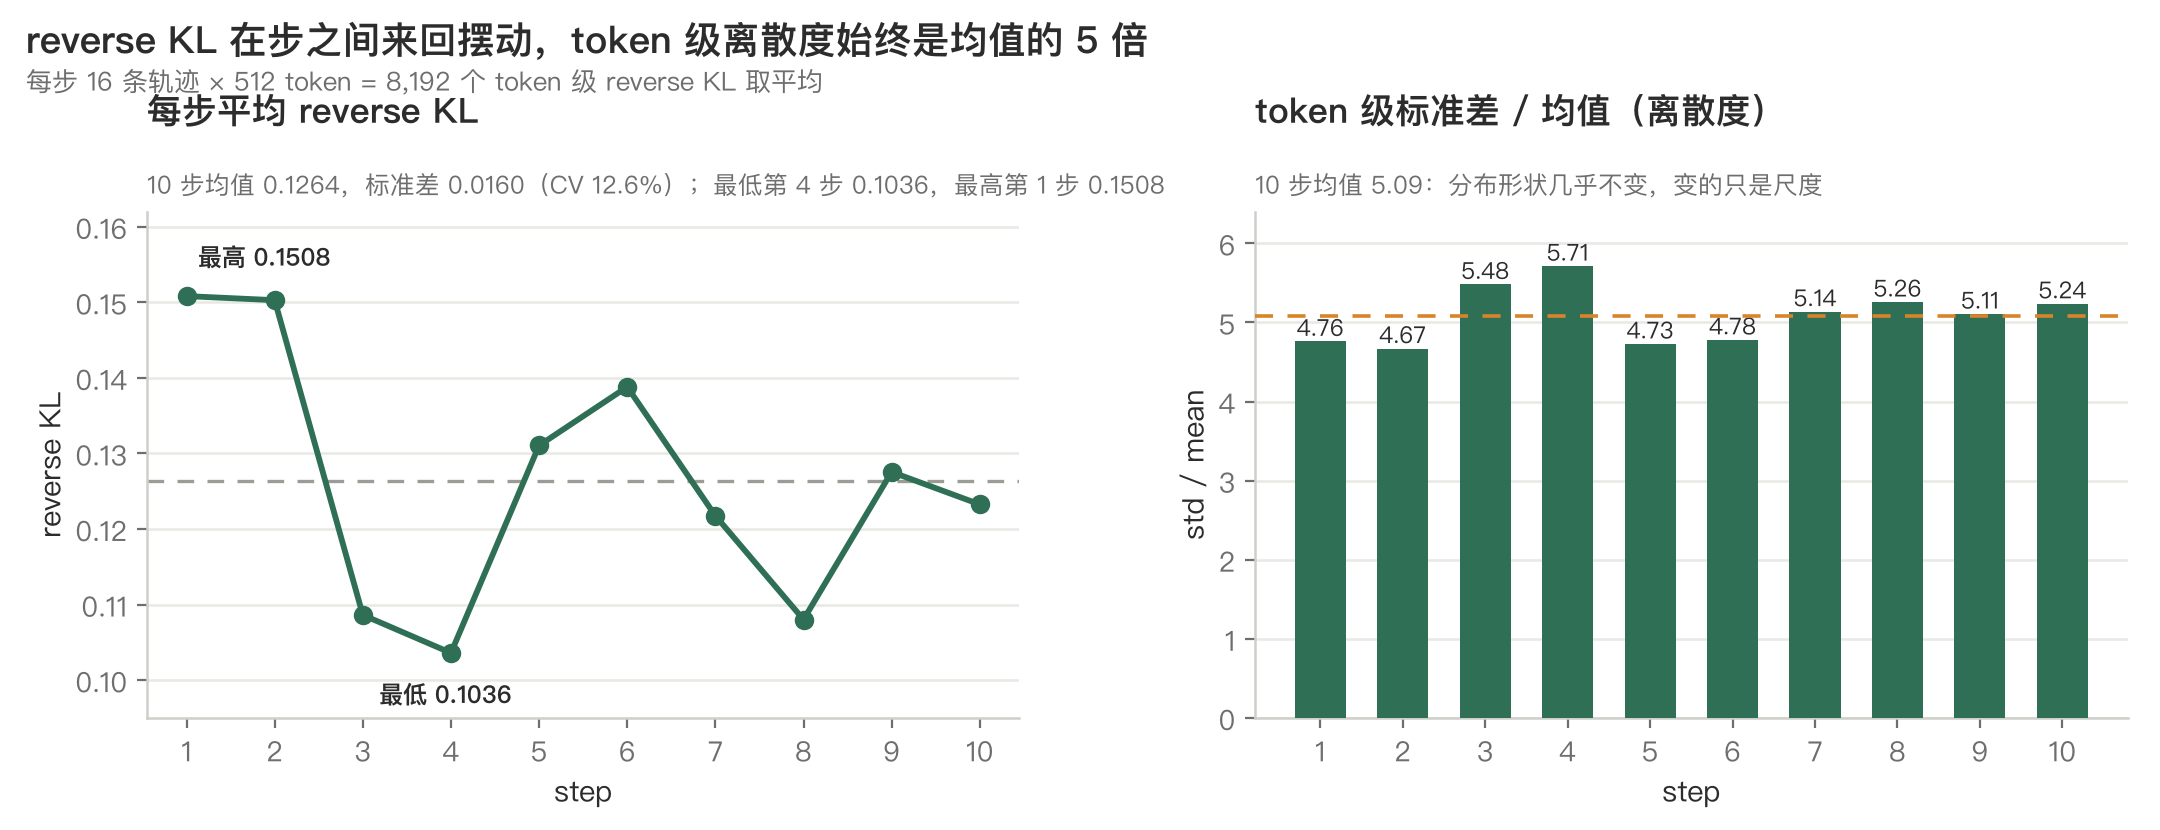 reverse KL 在步之间来回摆动，token 级离散度始终是均值的 5 倍
每步 16 条轨迹 × 512 token = 8,192 个 token 级 reverse KL 取平均
每步平均 reverse KL
10 步均值 0.1264，标准差 0.0160（CV 12.6%）；最低第 4 步 0.1036，最高第 1 步 0.1508
0.16
0.15
0.14
0.13
0.12
0.11
0.10
reverse KL
最高 0.1508
最低 0.1036
1 2 3 4 5 6 7 8 9 10
step
token 级标准差 / 均值（离散度）
10 步均值 5.09：分布形状几乎不变，变的只是尺度
6
5
4
3
2
1
0
std / mean
4.76 4.67 5.48 5.71 4.73 4.78 5.14 5.26 5.11 5.24
1 2 3 4 5 6 7 8 9 10
step